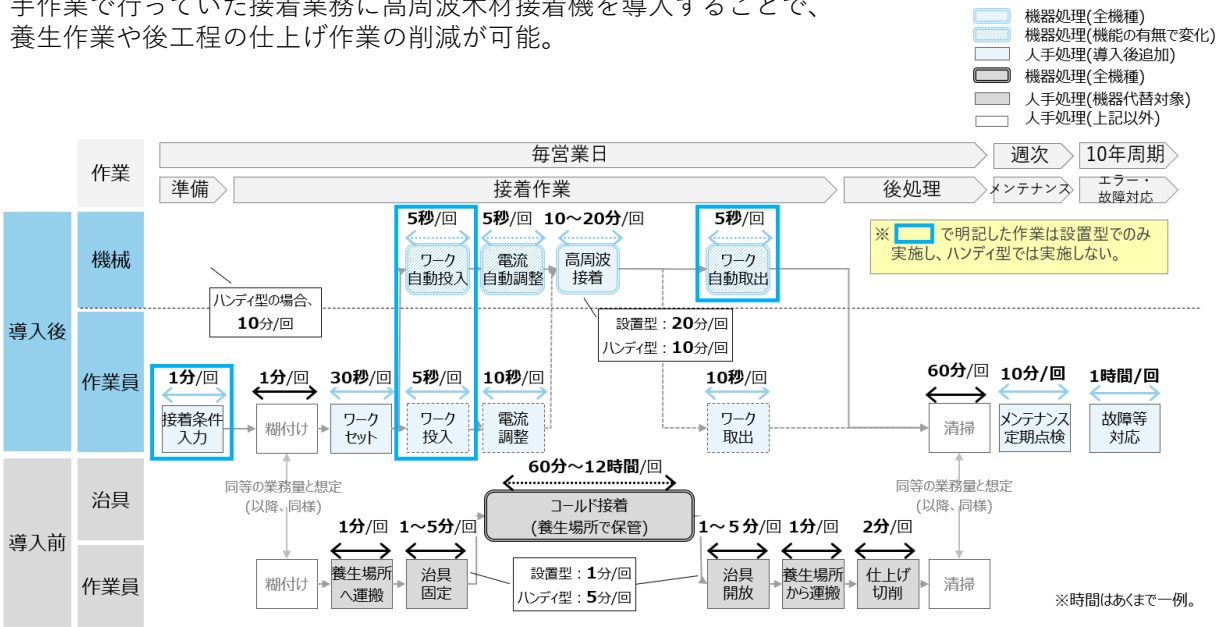 手作業で行っていた接着業務に高周波木材接着機を導入することで、
養生作業や後工程の仕上げ作業の削減が可能。
機器処理(全機種)
機器処理(機能の有無で変化)
人手処理(導入後追加)
機器処理(全機種)
人手処理(機器代替対象)
人手処理(上記以外)
作業
毎営業日
週次
10年周期
準備
接着作業
後処理
メンテナンス
エラー・
故障対応
導入後
機械
5秒/回
5秒/回
10～20分/回
5秒/回
ワーク
自動投入
電流
自動調整
高周波
接着
ワーク
自動取出
※
で明記した作業は設置型でのみ
実施し、ハンディ型では実施しない。
ハンディ型の場合、
10分/回
設置型：20分/回
ハンディ型：10分/回
作業員
1分/回
1分/回
30秒/回
5秒/回
10秒/回
10秒/回
60分/回
10分/回
1時間/回
接着条件
入力
糊付け
ワーク
セット
ワーク
投入
電流
調整
ワーク
取出
清掃
メンテナンス
定期点検
故障等
対応
導入前
治具
同等の業務量と想定
(以降、同様)
60分～12時間/回
コールド接着
(養生場所で保管)
同等の業務量と想定
(以降、同様)
作業員
1分/回
1～5分/回
1～５分/回
1分/回
2分/回
糊付け
養生場所
へ運搬
治具
固定
設置型：1分/回
ハンディ型：5分/回
治具
開放
養生場所
から運搬
仕上げ
切削
清掃
※時間はあくまで一例。